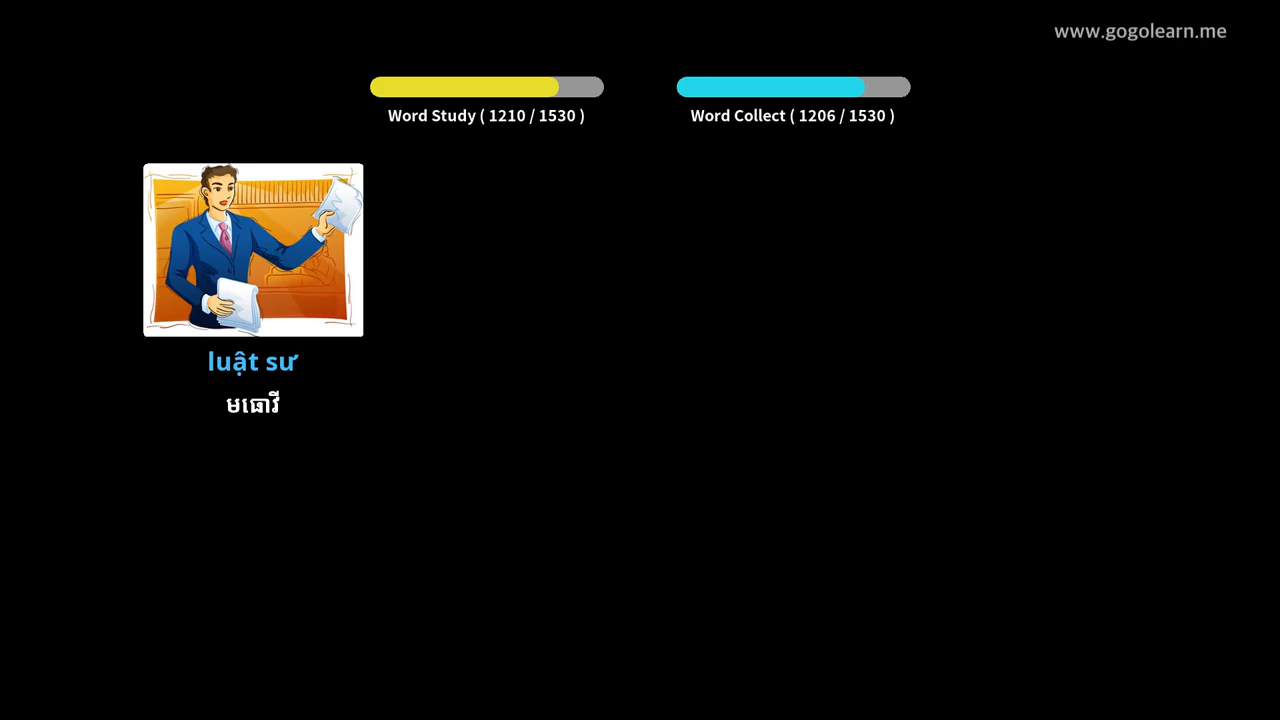 www.gogolearn.me
Word Study ( 1210 / 1530 )
Word Collect ( 1206 / 1530 )
luật sư
មេធាវី